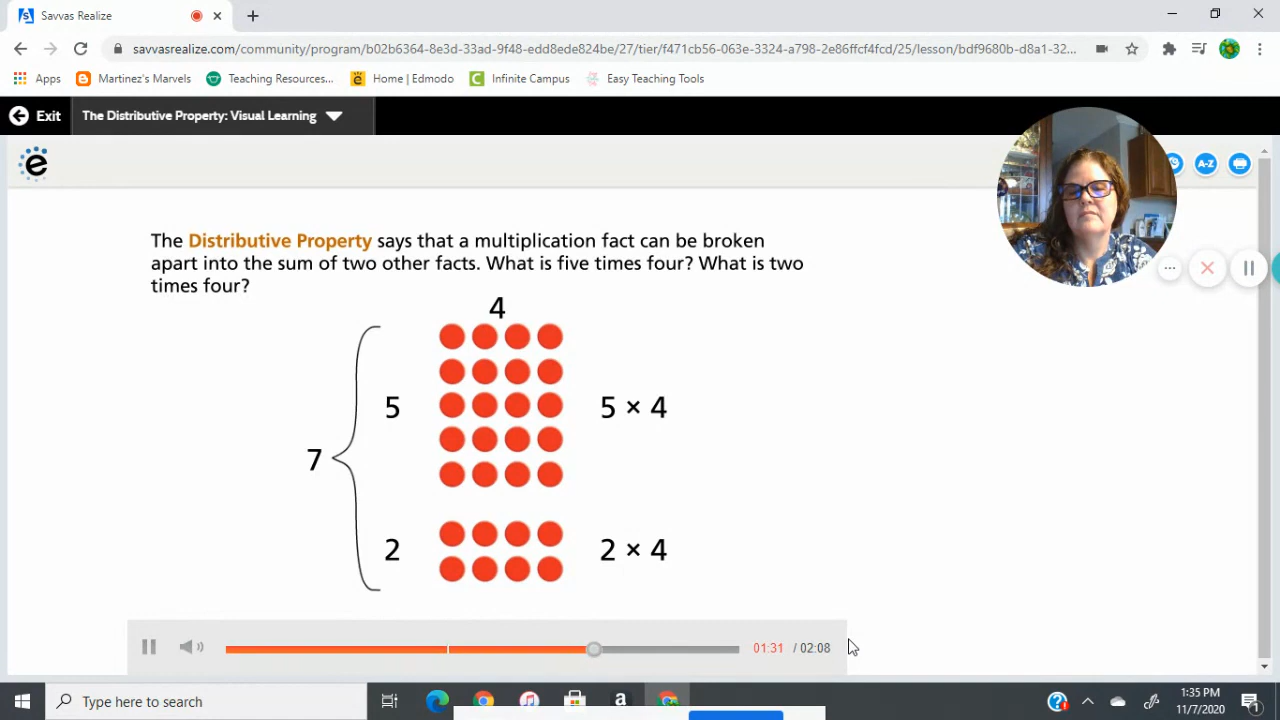 Savvas Realize
savvasrealize.com/community/program/b02b6364-8e3d-33ad-9f48-edd8ede824be/27/tier/f471cb56-063e-3324-a798-2e86ffcf4fcd/25/lesson/bdf9680b-d8a1-32...
Apps Martinez's Marvels Teaching Resources... Home | Edmodo Infinite Campus Easy Teaching Tools
Exit The Distributive Property: Visual Learning
e A-Z
The Distributive Property says that a multiplication fact can be broken
apart into the sum of two other facts. What is five times four? What is two
times four?
4
5 5 × 4
7
2 2 × 4
01:31 / 02:08
Type here to search
1:35 PM
11/7/2020